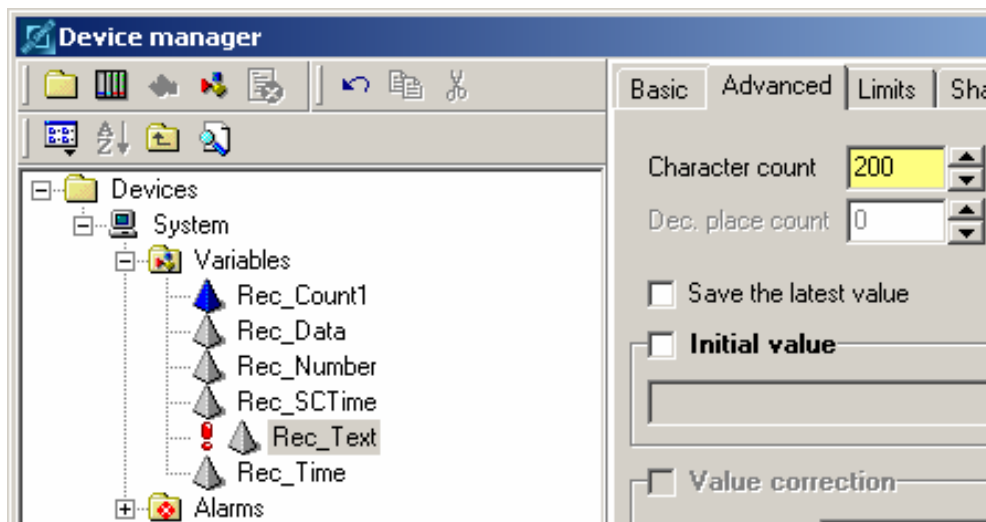 Device manager
Basic Advanced Limits Sha
Character count 200
Dec. place count 0
Devices
System
Save the latest value
Variables
Rec_Count1
Initial value
Rec_Data
Rec_Number
Rec_SCTime
Rec_Text
Rec_Time
Value correction
Alarms